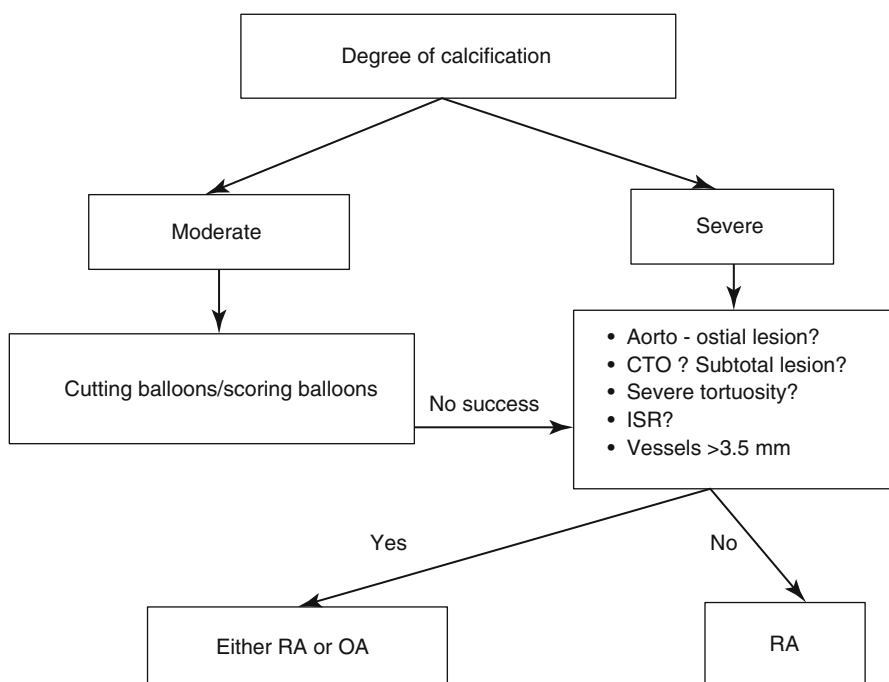 Degree of calcification
Moderate
Severe
Cutting balloons/scoring balloons
No success
• Aorto - ostial lesion?
• CTO ? Subtotal lesion?
• Severe tortuosity?
• ISR?
• Vessels >3.5 mm
Yes
No
Either RA or OA
RA